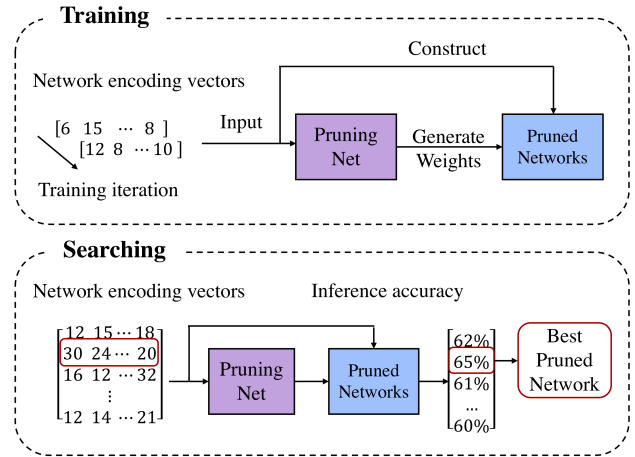 Training
Construct
Network encoding vectors
[6 15 ⋯ 8 ]
[12 8 ⋯ 10 ]
Training iteration
Input
Pruning
Net
Generate
Weights
Pruned
Networks
Searching
Network encoding vectors
Inference accuracy
12 15 ⋯ 18
30 24 ⋯ 20
16 12 ⋯ 32
⋮
12 14 ⋯ 21
Pruning
Net
Pruned
Networks
62%
65%
61%
...
60%
Best
Pruned
Network